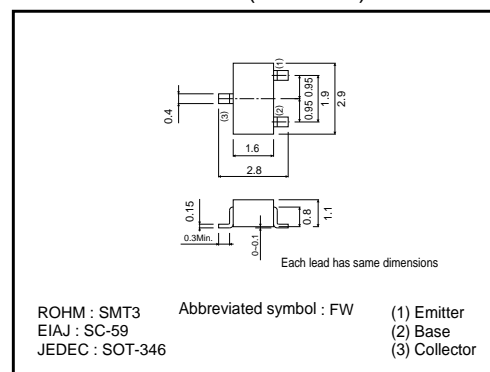 (1)
0.95 0.95
1.9
2.9
0.4
(3)
(2)
1.6
2.8
0.15
0.3Min.
0~0.1
0.8
1.1
Each lead has same dimensions
ROHM : SMT3
EIAJ : SC-59
JEDEC : SOT-346
Abbreviated symbol : FW
(1) Emitter
(2) Base
(3) Collector